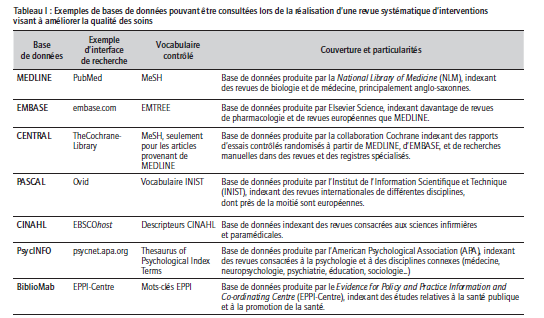 Tableau I : Exemples de bases de données pouvant être consultées lors de la réalisation d'une revue systématique d'interventions
visant à améliorer la qualité des soins
Base de données | Exemple d'interface de recherche | Vocabulaire contrôlé | Couverture et particularités
MEDLINE | PubMed | MeSH | Base de données produite par la National Library of Medicine (NLM), indexant
des revues de biologie et de médecine, principalement anglo-saxonnes.
EMBASE | embase.com | EMTREE | Base de données produite par Elsevier Science, indexant davantage de revues
de pharmacologie et de revues européennes que MEDLINE.
CENTRAL | TheCochrane-Library | MeSH, seulement pour les articles provenant de MEDLINE | Base de données produite par la collaboration Cochrane indexant des rapports
d'essais contrôlés randomisés à partir de MEDLINE, d'EMBASE, et de recherches
manuelles dans des revues et des registres spécialisés.
PASCAL | Ovid | Vocabulaire INIST | Base de données produite par l'Institut de l'Information Scientifique et Technique
(INIST), indexant des revues internationales de différentes disciplines,
dont près de la moitié sont européennes.
CINAHL | EBSCOhost | Descripteurs CINAHL | Base de données indexant des revues consacrées aux sciences infirmières
et paramédicales.
PsycINFO | psycnet.apa.org | Thesaurus of Psychological Index Terms | Base de données produite par l'American Psychological Association (APA), indexant
des revues consacrées à la psychologie et à des disciplines connexes (médecine,
neuropsychologie, psychiatrie, éducation, sociologie...)
BiblioMab | EPPI-Centre | Mots-clés EPPI | Base de données produite par le Evidence for Policy and Practice Information and
Co-ordinating Centre (EPPI-Centre), indexant des études relatives à la santé publique
et à la promotion de la santé.